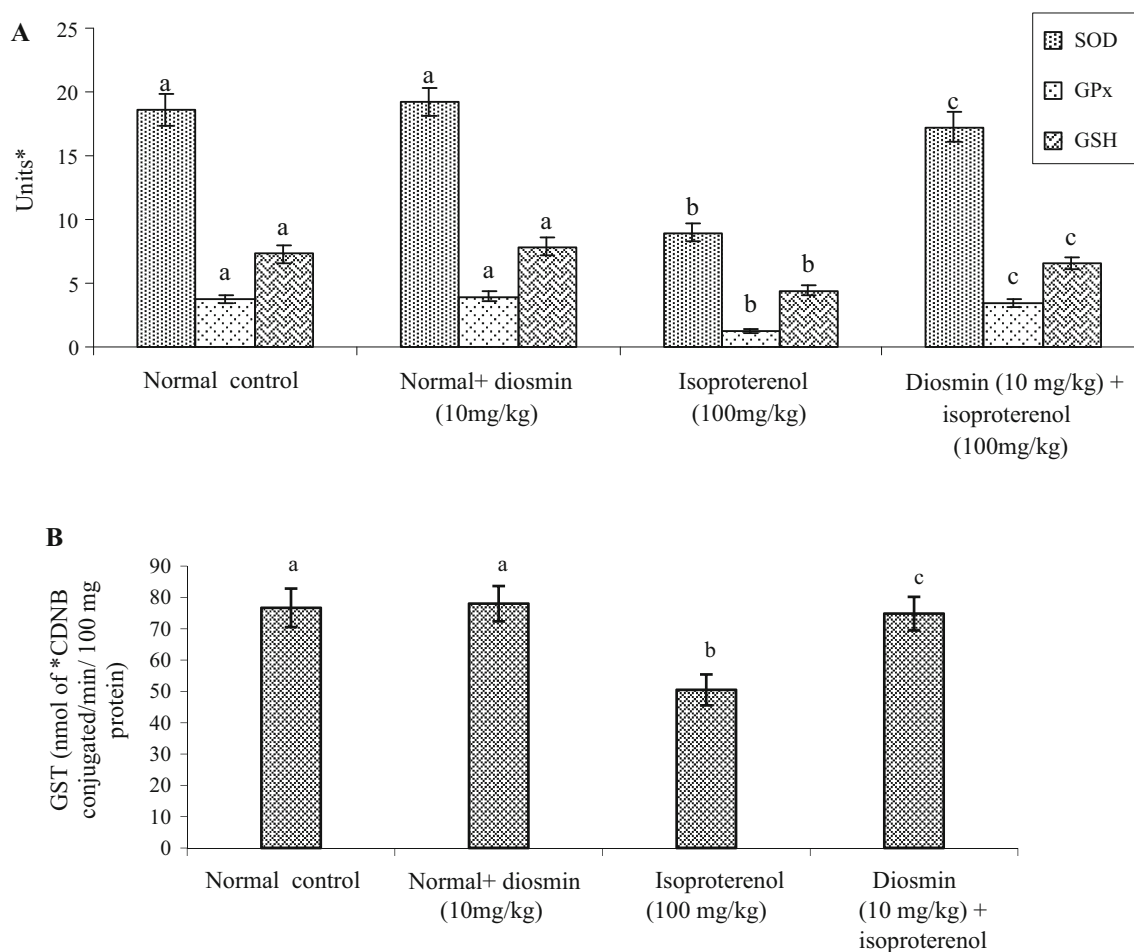 A
25
20
15
10
5
0
Units*
SOD
GPx
GSH
a
a
a
a
a
a
b
b
b
c
c
c
Normal control
Normal+ diosmin
(10mg/kg)
Isoproterenol
(100mg/kg)
Diosmin (10 mg/kg) +
isoproterenol
(100mg/kg)
B
GST (nmol of *CDNB
conjugated/min/ 100 mg
protein)
90
80
70
60
50
40
30
20
10
0
a
a
b
c
Normal control
Normal+ diosmin
(10mg/kg)
Isoproterenol
(100 mg/kg)
Diosmin
(10 mg/kg) +
isoproterenol